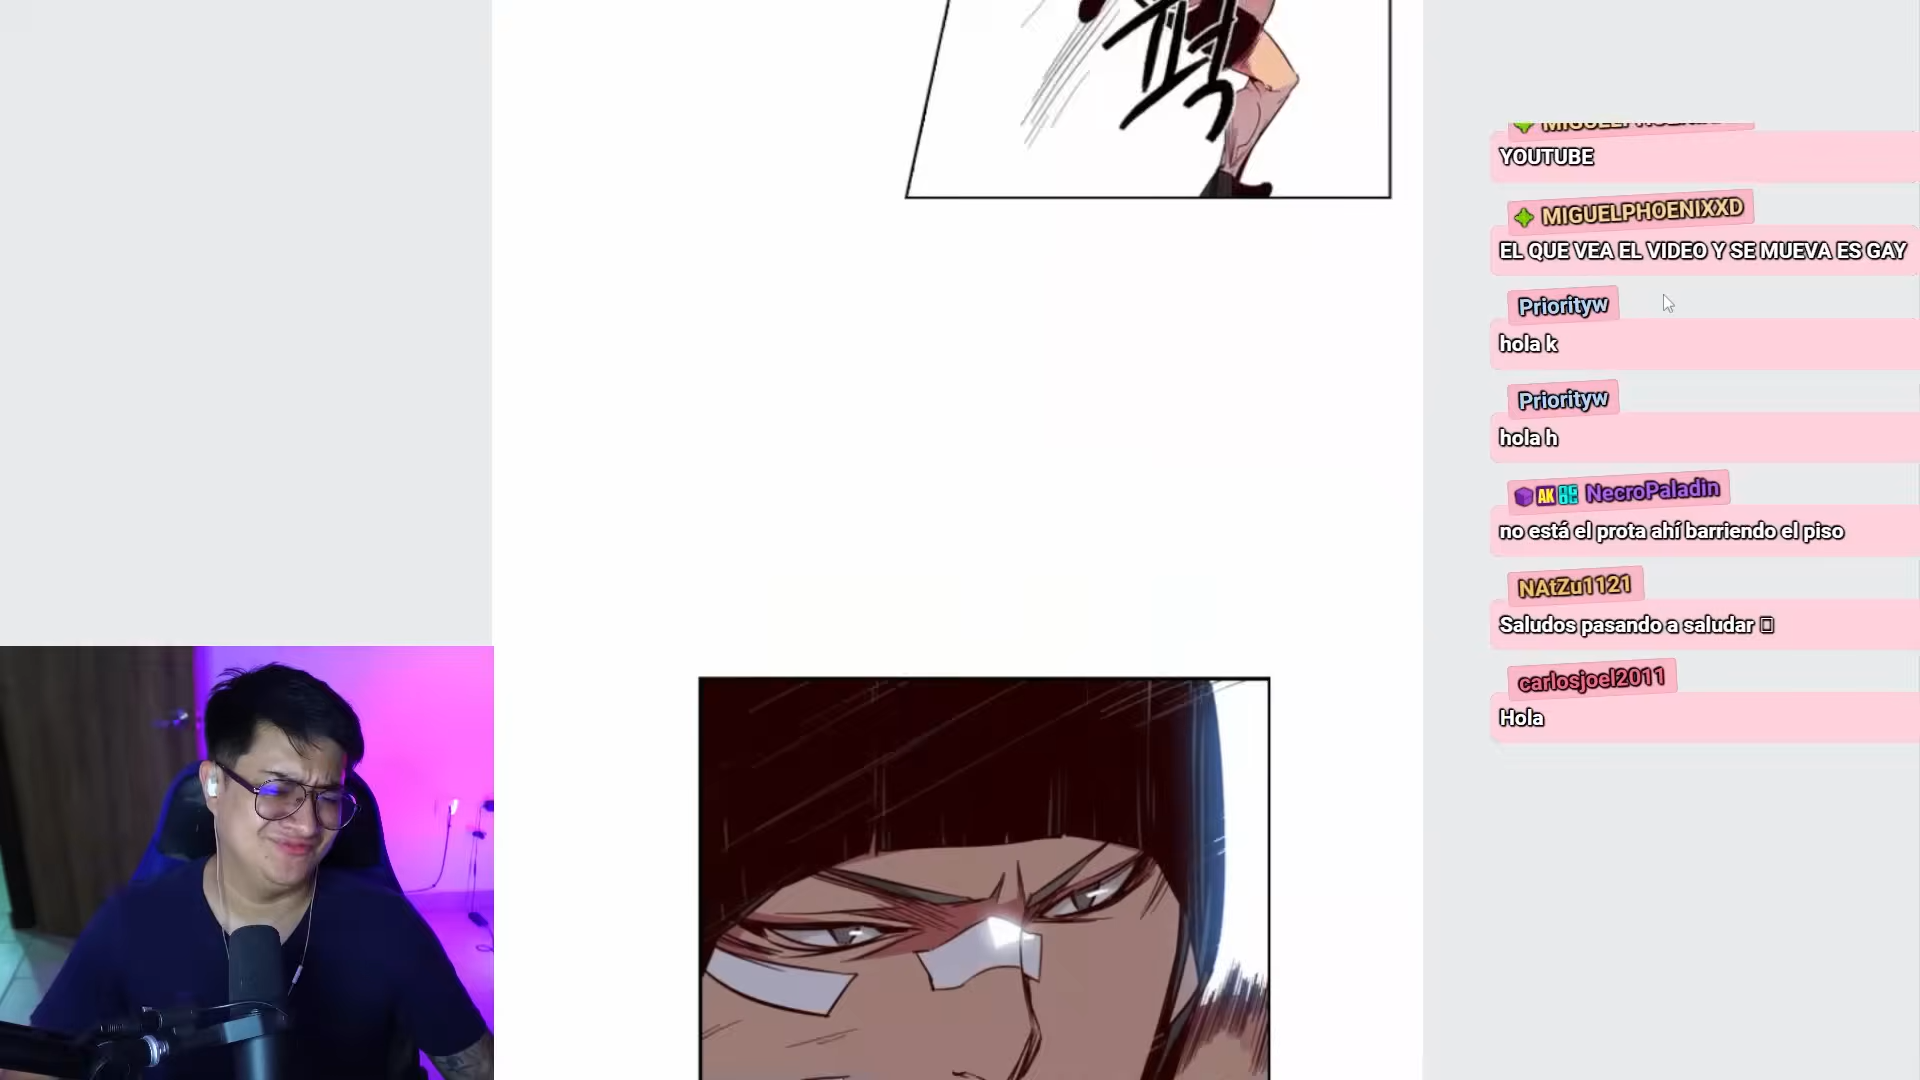 YOUTUBE
MIGUELPHOENIXXD
EL QUE VEA EL VIDEO Y SE MUEVA ES GAY
Priorityw
hola k
Priorityw
hola h
AK NecroPaladin
no está el prota ahí barriendo el piso
NAtZu1121
Saludos pasando a saludar
carlosjoel2011
Hola